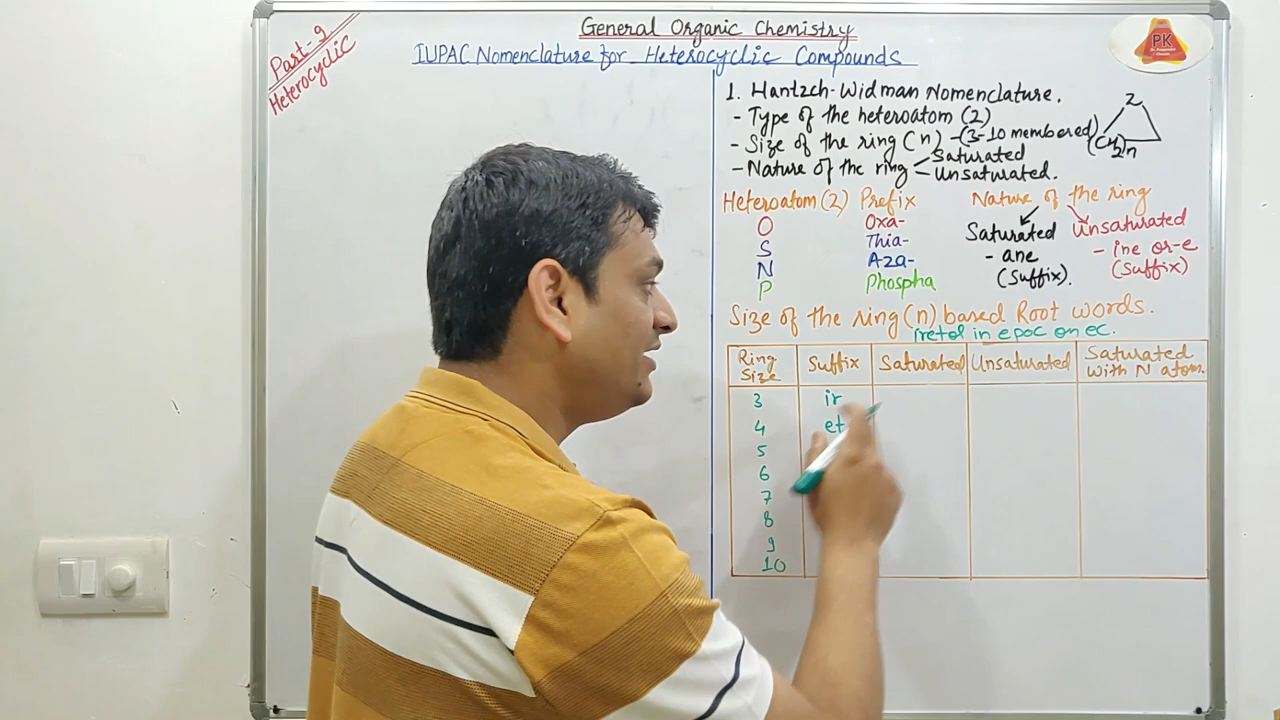 General Organic Chemistry
IUPAC Nomenclature for Heterocyclic Compounds
Part-9
Heterocyclic
PK
1. Hantzch-Widman Nomenclature.
- Type of the heteroatom (Z)
- Size of the ring (n) - (3-10 membered)
- Nature of the ring - Saturated
- Unsaturated.
Z
(CH2)n
Heteroatom (Z) Prefix
O Oxa-
S Thia-
N Aza-
P Phospha
Nature of the ring
Saturated
- ane
(Suffix).
Unsaturated
- ine or -e
(Suffix)
Size of the ring (n) based Root words.
Iret ol in epoc on ec.
Ring Size Suffix Saturated Unsaturated Saturated with N atom.
3 ir
4 et
5
6
7
8
9
10